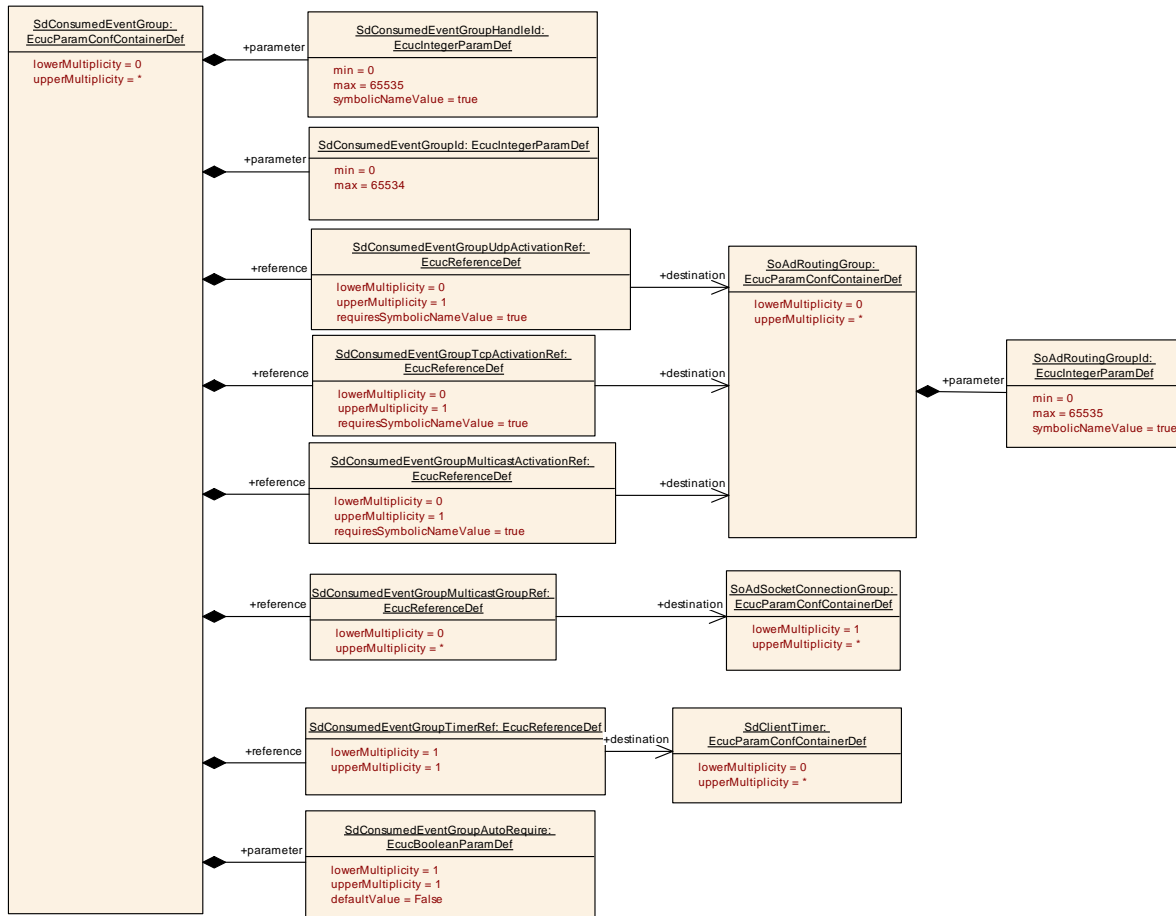 SdConsumedEventGroup:
EcucParamConfContainerDef
lowerMultiplicity = 0
upperMultiplicity = *
+parameter
SdConsumedEventGroupHandleId:
EcucIntegerParamDef
min = 0
max = 65535
symbolicNameValue = true
+parameter
SdConsumedEventGroupId: EcucIntegerParamDef
min = 0
max = 65534
+reference
SdConsumedEventGroupUdpActivationRef:
EcucReferenceDef
lowerMultiplicity = 0
upperMultiplicity = 1
requiresSymbolicNameValue = true
+destination
SoAdRoutingGroup:
EcucParamConfContainerDef
lowerMultiplicity = 0
upperMultiplicity = *
+reference
SdConsumedEventGroupTcpActivationRef:
EcucReferenceDef
lowerMultiplicity = 0
upperMultiplicity = 1
requiresSymbolicNameValue = true
+destination
+parameter
SoAdRoutingGroupId:
EcucIntegerParamDef
min = 0
max = 65535
symbolicNameValue = true
+reference
SdConsumedEventGroupMulticastActivationRef:
EcucReferenceDef
lowerMultiplicity = 0
upperMultiplicity = 1
requiresSymbolicNameValue = true
+destination
+reference
SdConsumedEventGroupMulticastGroupRef:
EcucReferenceDef
lowerMultiplicity = 0
upperMultiplicity = *
+destination
SoAdSocketConnectionGroup:
EcucParamConfContainerDef
lowerMultiplicity = 1
upperMultiplicity = *
+reference
SdConsumedEventGroupTimerRef: EcucReferenceDef
lowerMultiplicity = 1
upperMultiplicity = 1
+destination
SdClientTimer:
EcucParamConfContainerDef
lowerMultiplicity = 0
upperMultiplicity = *
+parameter
SdConsumedEventGroupAutoRequire:
EcucBooleanParamDef
lowerMultiplicity = 1
upperMultiplicity = 1
defaultValue = False